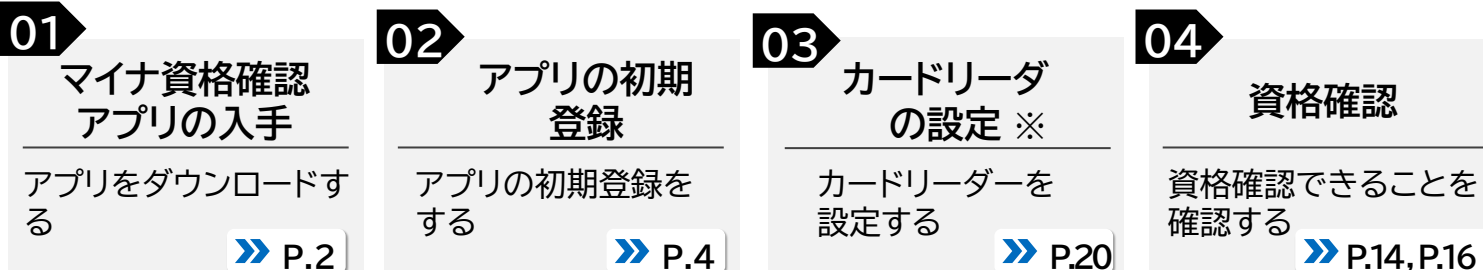 01
マイナ資格確認
アプリの入手
アプリをダウンロードす
る
P.2
02
アプリの初期
登録
アプリの初期登録を
する
P.4
03
カードリーダ
の設定 ※
カードリーダーを
設定する
P.20
04
資格確認
資格確認できることを
確認する
P.14,P.16